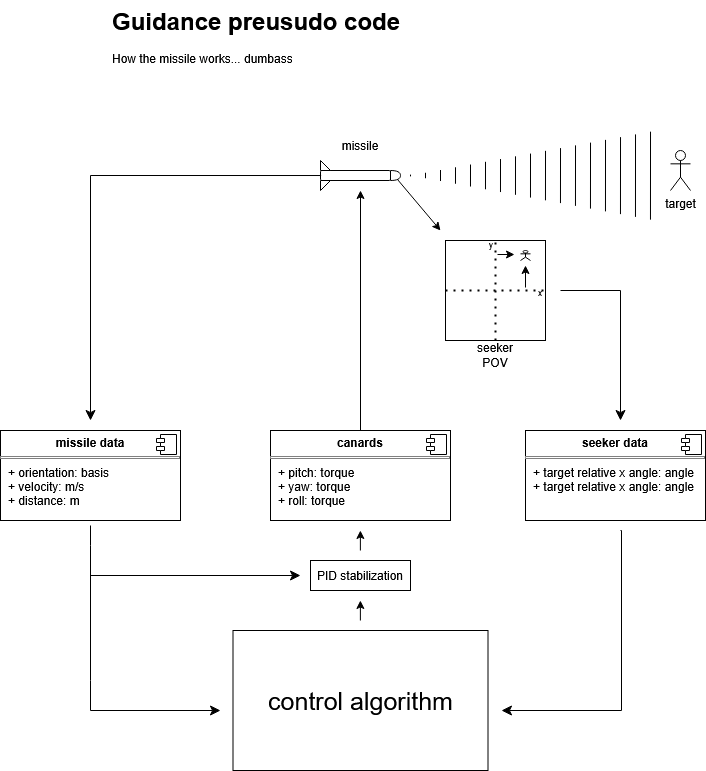 Guidance preusudo code
How the missile works... dumbass
missile
target
y
x
seeker
POV
missile data
+ orientation: basis
+ velocity: m/s
+ distance: m
canards
+ pitch: torque
+ yaw: torque
+ roll: torque
seeker data
+ target relative x angle: angle
+ target relative x angle: angle
PID stabilization
control algorithm